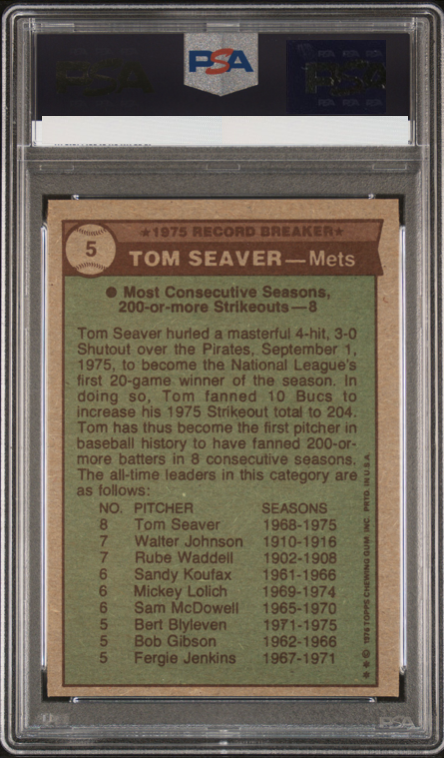 PSA
5
★1975 RECORD BREAKER★
TOM SEAVER—Mets
● Most Consecutive Seasons,
200-or-more Strikeouts—8
Tom Seaver hurled a masterful 4-hit, 3-0
Shutout over the Pirates, September 1,
1975, to become the National League's
first 20-game winner of the season. In
doing so, Tom fanned 10 Bucs to
increase his 1975 Strikeout total to 204.
Tom has thus become the first pitcher in
baseball history to have fanned 200-or-
more batters in 8 consecutive seasons.
The all-time leaders in this category are
as follows:
NO. PITCHER SEASONS
8 Tom Seaver 1968-1975
7 Walter Johnson 1910-1916
7 Rube Waddell 1902-1908
6 Sandy Koufax 1961-1966
6 Mickey Lolich 1969-1974
6 Sam McDowell 1965-1970
5 Bert Blyleven 1971-1975
5 Bob Gibson 1962-1966
5 Fergie Jenkins 1967-1971
★ ★ © 1976 TOPPS CHEWING GUM, INC. PRTD. IN U.S.A.
PSA